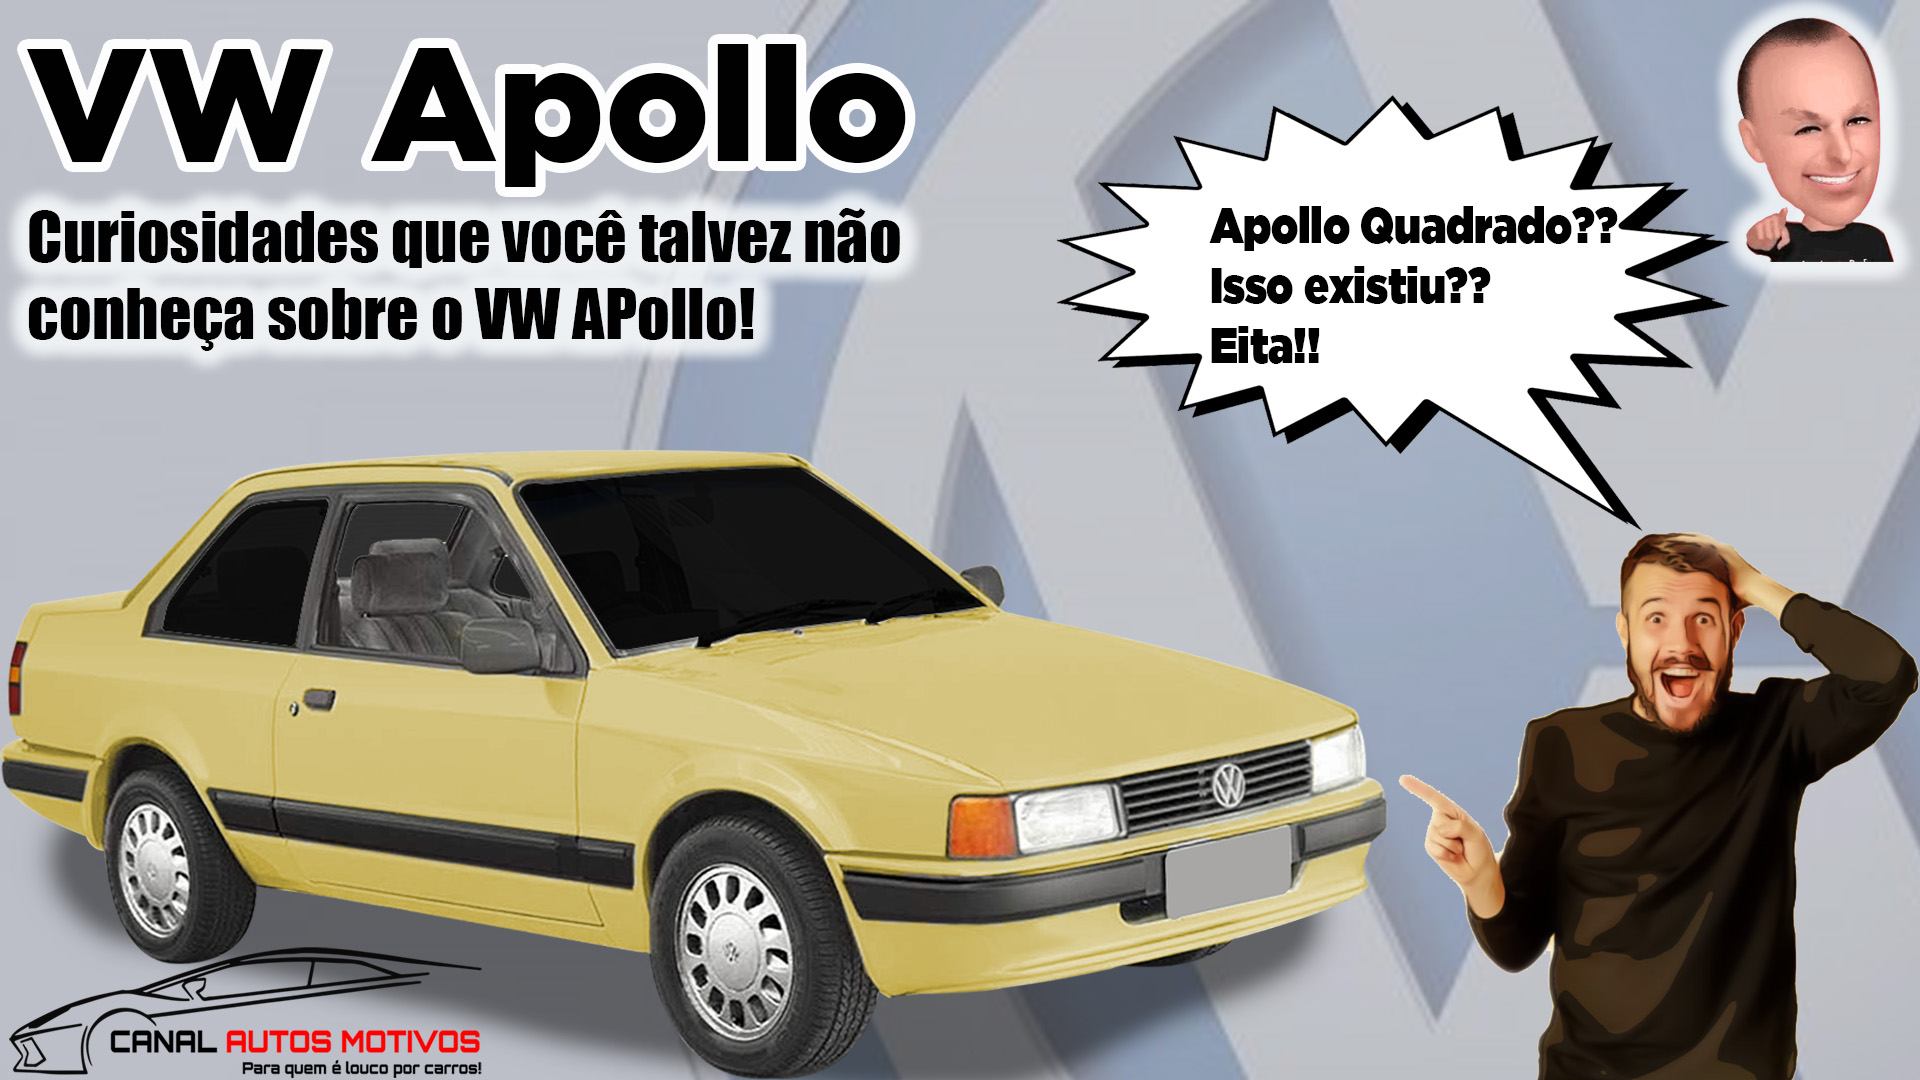 VW Apollo
Curiosidades que você talvez não
conheça sobre o VW APollo!
Apollo Quadrado??
Isso existiu??
Eita!!
CANAL AUTOS MOTIVOS
Para quem é louco por carros!